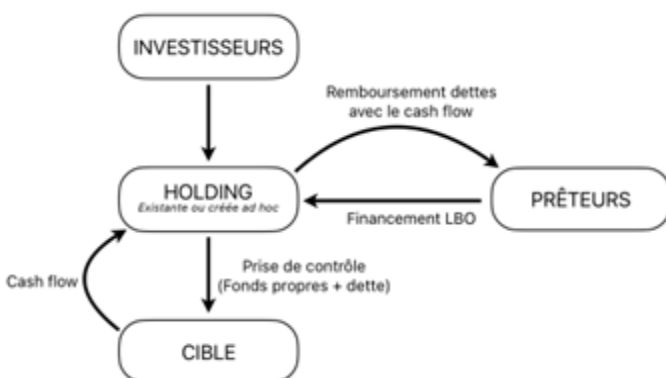 INVESTISSEURS
Remboursement dettes
avec le cash flow
HOLDING
Existante ou créée ad hoc
PRÊTEURS
Financement LBO
Cash flow
Prise de contrôle
(Fonds propres + dette)
CIBLE